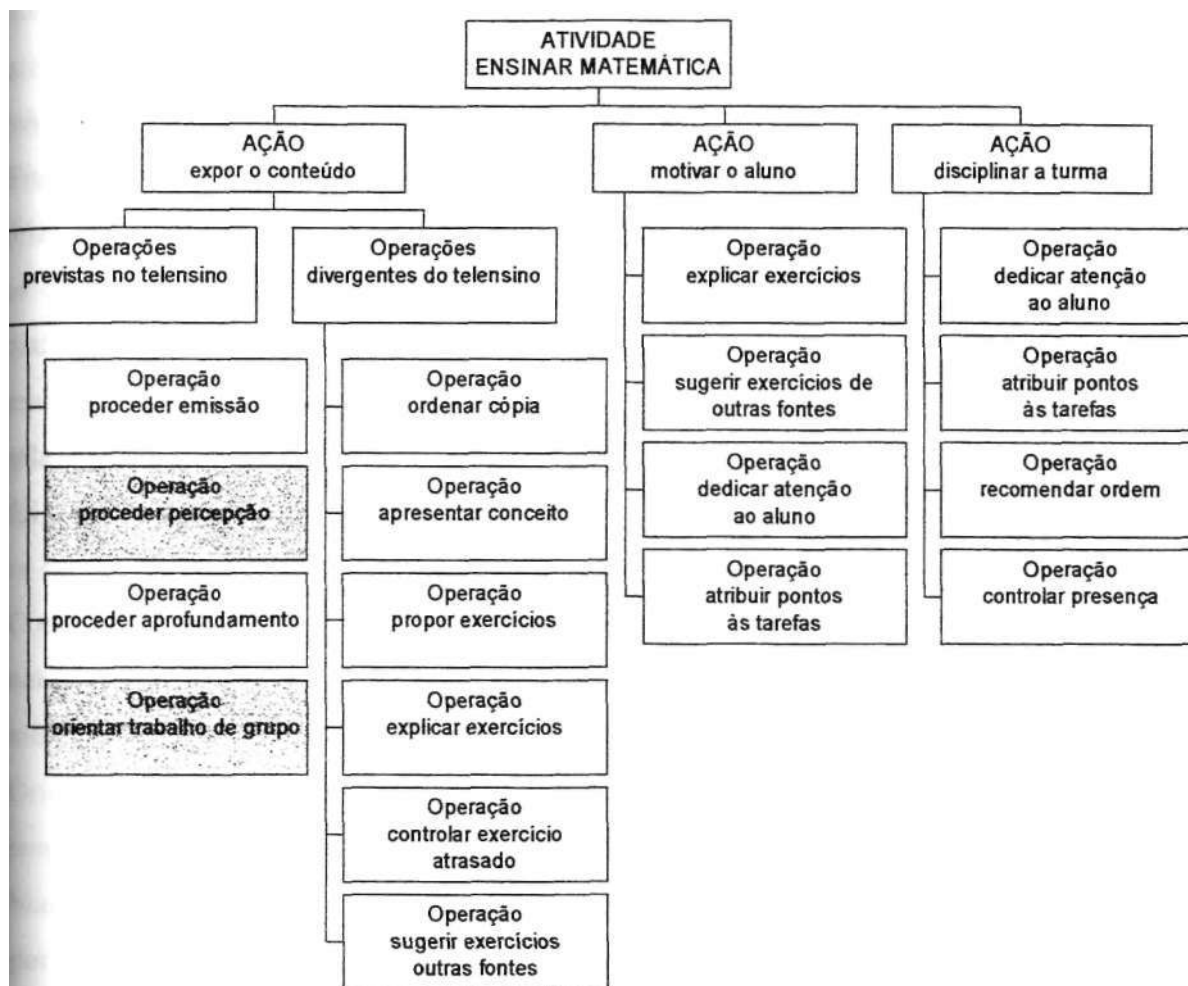 ATIVIDADE
ENSINAR MATEMÁTICA
AÇÃO
expor o conteúdo
AÇÃO
motivar o aluno
AÇÃO
disciplinar a turma
Operações
previstas no telensino
Operações
divergentes do telensino
Operação
proceder emissão
Operação
proceder percepção
Operação
proceder aprofundamento
Operação
orientar trabalho de grupo
Operação
ordenar cópia
Operação
apresentar conceito
Operação
propor exercícios
Operação
explicar exercícios
Operação
controlar exercício
atrasado
Operação
sugerir exercícios
outras fontes
Operação
explicar exercícios
Operação
sugerir exercícios de
outras fontes
Operação
dedicar atenção
ao aluno
Operação
atribuir pontos
às tarefas
Operação
dedicar atenção
ao aluno
Operação
atribuir pontos
às tarefas
Operação
recomendar ordem
Operação
controlar presença